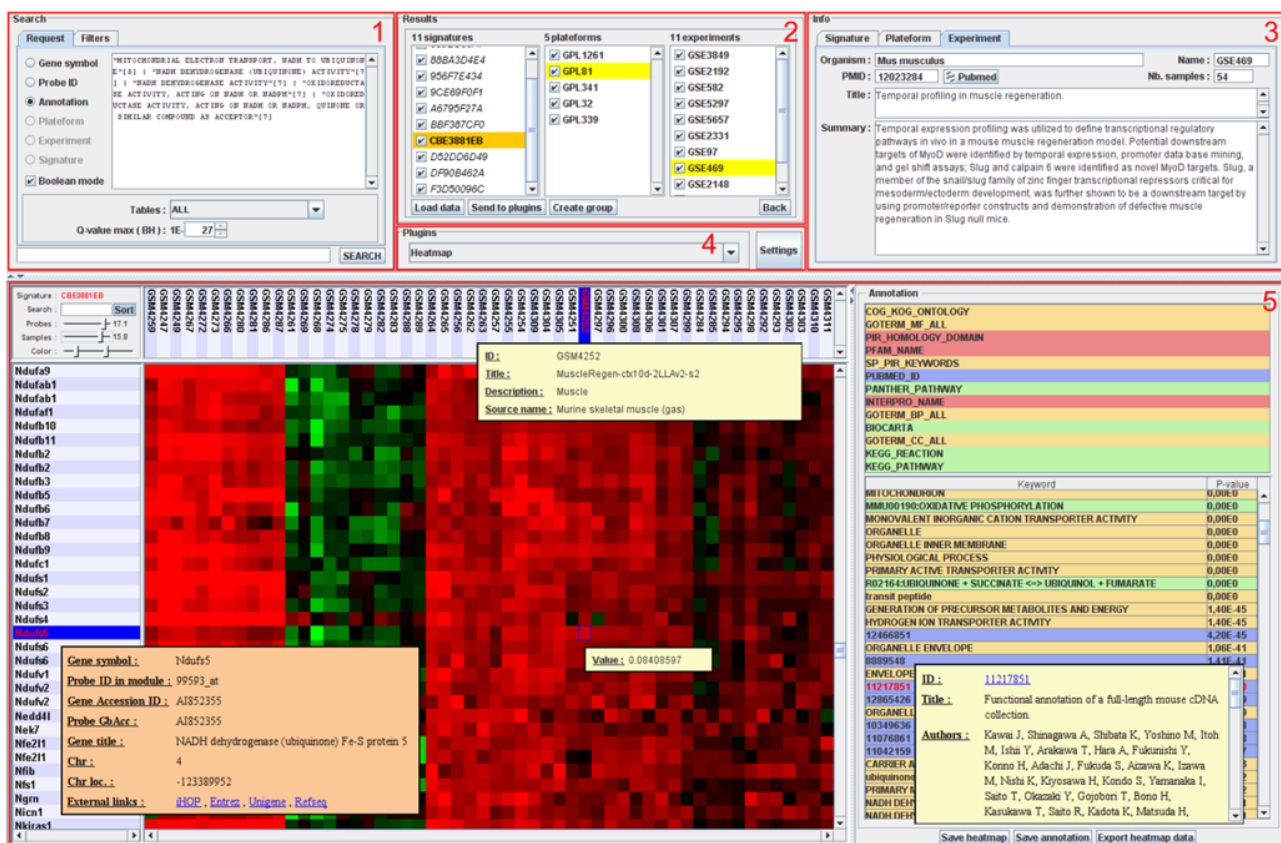 Search
1
Request
Filters
Gene symbol
Probe ID
Annotation
Plateform
Experiment
Signature
Boolean mode
"MITOCHONDRIAL ELECTRON TRANSPORT, NADH TO UBIQUINONE
E"[5] | "NADH DEHYDROGENASE (UBIQUINONE) ACTIVITY"[7
] | "NADH DEHYDROGENASE ACTIVITY"[7] | "OXIDOREDUCTA
SE ACTIVITY, ACTING ON NADH OR NADPH"[7] | "OXIDORED
UCTASE ACTIVITY, ACTING ON NADH OR NADPH, QUINONE OR
SIMILAR COMPOUND AS ACCEPTOR"[7]
Tables : ALL
Q-value max ( BH ) : 1E- 27
SEARCH
Results
2
11 signatures
88BA3D4E4
956F7E434
9CE69F0F1
A6795F27A
BBF387CF0
CBE3881EB
D52DD6D49
DF908462A
F3D50096C
5 plateforms
GPL1261
GPL81
GPL341
GPL32
GPL339
11 experiments
GSE3849
GSE2192
GSE582
GSE5297
GSE5657
GSE2331
GSE97
GSE469
GSE2148
Load data
Send to plugins
Create group
Back
Plugins
4
Heatmap
Settings
Info
3
Signature
Plateform
Experiment
Organism : Mus musculus
Name : GSE469
PMID : 12023284
Pubmed
Nb. samples : 54
Title : Temporal profiling in muscle regeneration.
Summary : Temporal expression profiling was utilized to define transcriptional regulatory
pathways in vivo in a mouse muscle regeneration model. Potential downstream
targets of MyoD were identified by temporal expression, promoter data base mining,
and gel shift assays; Slug and calpain 6 were identified as novel MyoD targets. Slug, a
member of the snail/slug family of zinc finger transcriptional repressors critical for
mesoderm/ectoderm development, was further shown to be a downstream target by
using promoter/reporter constructs and demonstration of defective muscle
regeneration in Slug null mice.
5
Signature : CBE3881EB
Search :
Sort
Probes : 17.1
Samples : 15.8
Color :
GSM4259
GSM4247
GSM4249
GSM4267
GSM4272
GSM4273
GSM4266
GSM4280
GSM4281
GSM4287
GSM4261
GSM4269
GSM4268
GSM4274
GSM4275
GSM4278
GSM4279
GSM4282
GSM4283
GSM4288
GSM4289
GSM4264
GSM4265
GSM4256
GSM4262
GSM4263
GSM4257
GSM4255
GSM4254
GSM4260
GSM4309
GSM4305
GSM4251
GSM4252
GSM4297
GSM4296
GSM4300
GSM4308
GSM4306
GSM4301
GSM4307
GSM4284
GSM4285
GSM4294
GSM4295
GSM4298
GSM4292
GSM4293
GSM4302
GSM4303
GSM4310
GSM4311
ID : GSM4252
Title : MuscleRegen-ctx10d-2LLAv2-s2
Description : Muscle
Source name : Murine skeletal muscle (gas)
Ndufa9
Ndufab1
Ndufab1
Ndufaf1
Ndufb10
Ndufb11
Ndufb2
Ndufb2
Ndufb3
Ndufb5
Ndufb6
Ndufb7
Ndufb8
Ndufb9
Ndufc1
Ndufs1
Ndufs2
Ndufs3
Ndufs4
Ndufs5
Ndufs6
Ndufs6
Ndufv1
Ndufv2
Ndufv2
Nedd4l
Nek7
Nfe2l1
Nfe2l1
Nfib
Nfs1
Ngrn
Nicn1
Nkiras1
Value : 0.08408597
Gene symbol : Ndufs5
Probe ID in module : 99593_at
Gene Accession ID : AI852355
Probe GbAcc : AI852355
Gene title : NADH dehydrogenase (ubiquinone) Fe-S protein 5
Chr : 4
Chr loc. : -123389952
External links : iHOP , Entrez , Unigene , Refseq
Annotation
COG_KOG_ONTOLOGY
GOTERM_MF_ALL
PIR_HOMOLOGY_DOMAIN
PFAM_NAME
SP_PIR_KEYWORDS
PUBMED_ID
PANTHER_PATHWAY
INTERPRO_NAME
GOTERM_BP_ALL
BIOCARTA
GOTERM_CC_ALL
KEGG_REACTION
KEGG_PATHWAY
Keyword P-value
MITOCHONDRION 0,00E0
MMU00190:OXIDATIVE PHOSPHORYLATION 0,00E0
MONOVALENT INORGANIC CATION TRANSPORTER ACTIVITY 0,00E0
ORGANELLE 0,00E0
ORGANELLE INNER MEMBRANE 0,00E0
PHYSIOLOGICAL PROCESS 0,00E0
PRIMARY ACTIVE TRANSPORTER ACTIVITY 0,00E0
R02164:UBIQUINONE + SUCCINATE <=> UBIQUINOL + FUMARATE 0,00E0
transit peptide 0,00E0
GENERATION OF PRECURSOR METABOLITES AND ENERGY 1,40E-45
HYDROGEN ION TRANSPORTER ACTIVITY 1,40E-45
12466851 4,20E-45
ORGANELLE ENVELOPE 1,06E-41
8889548 1,41E-41
ENVELOPE
11217851
12865426
ORGANELL
10349636
11076861
11042159
CARRIER A
ubiquinone
PRIMARY M
NADH DEH
NADH DEH
ID : 11217851
Title : Functional annotation of a full-length mouse cDNA
collection.
Authors : Kawai J, Shinagawa A, Shibata K, Yoshino M, Itoh
M, Ishii Y, Arakawa T, Hara A, Fukunishi Y,
Konno H, Adachi J, Fukuda S, Aizawa K, Izawa
M, Nishi K, Kiyosawa H, Kondo S, Yamanaka I,
Saito T, Okazaki Y, Gojobori T, Bono H,
Kasukawa T, Saito R, Kadota K, Matsuda H,
Save heatmap
Save annotation
Export heatmap data